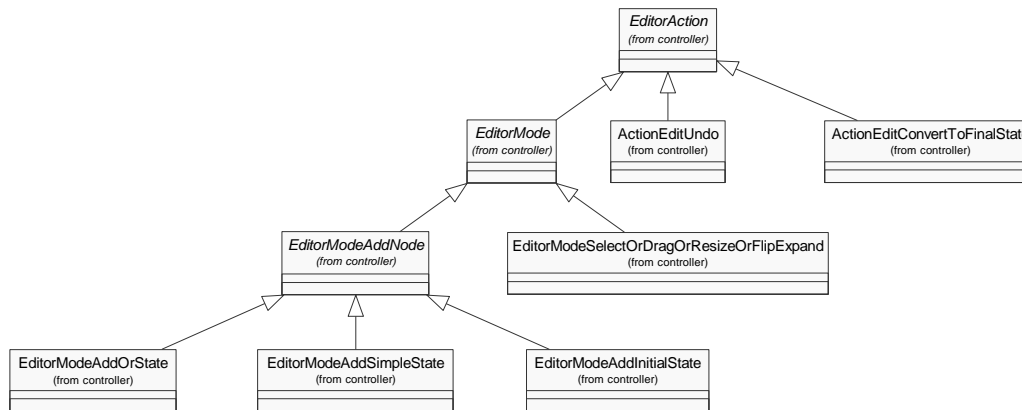 EditorAction
(from controller)
EditorMode
(from controller)
ActionEditUndo
(from controller)
ActionEditConvertToFinalState
(from controller)
EditorModeAddNode
(from controller)
EditorModeSelectOrDragOrResizeOrFlipExpand
(from controller)
EditorModeAddOrState
(from controller)
EditorModeAddSimpleState
(from controller)
EditorModeAddInitialState
(from controller)